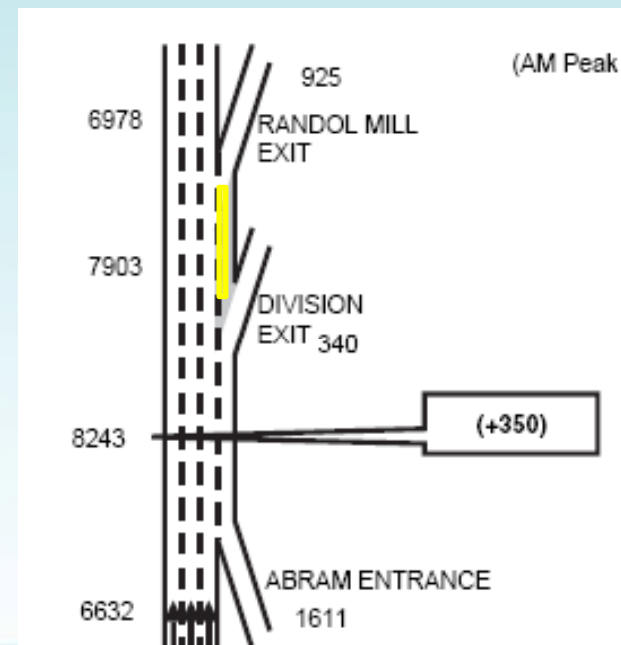 (AM Peak
925
6978
RANDOL MILL
EXIT
7903
DIVISION
EXIT 340
(+350)
8243
ABRAM ENTRANCE
6632
1611